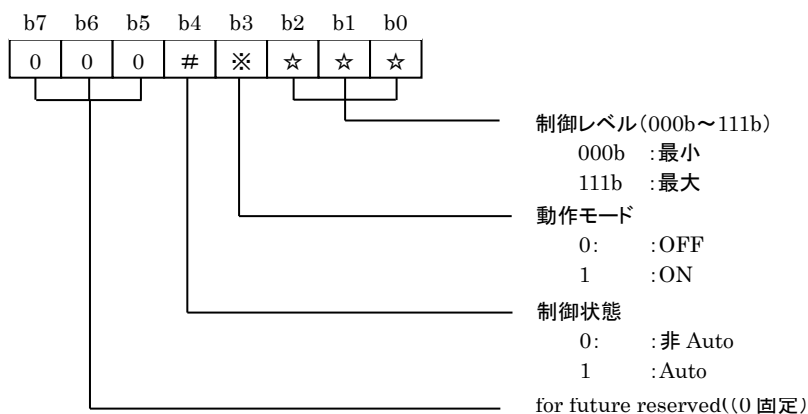 b7 b6 b5 b4 b3 b2 b1 b0
0 0 0 # ※ ☆ ☆ ☆
制御レベル(000b~111b)
000b :最小
111b :最大
動作モード
0: :OFF
1 :ON
制御状態
0: :非 Auto
1 :Auto
for future reserved((0 固定)